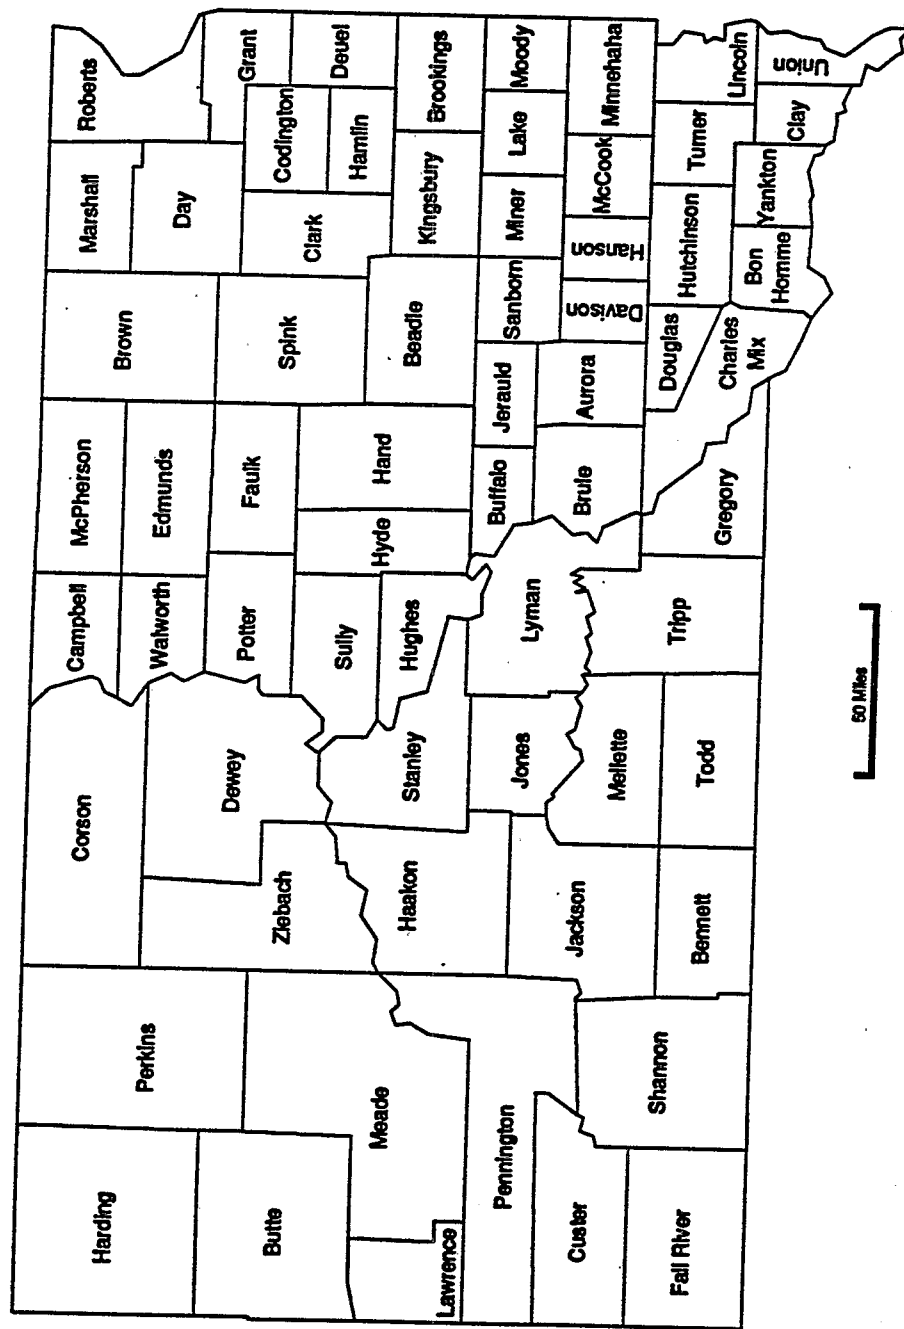 Harding
Perkins
Corson
Campbell
McPherson
Brown
Marshall
Roberts
Butte
Meade
Ziebach
Dewey
Walworth
Edmunds
Day
Grant
Potter
Faulk
Spink
Clark
Codington
Deuel
Hamlin
Lawrence
Haakon
Stanley
Sully
Hughes
Hyde
Hand
Beadle
Kingsbury
Brookings
Pennington
Jackson
Jones
Lyman
Buffalo
Jerauld
Sanborn
Miner
Lake
Moody
Custer
Brule
Aurora
Davison
Hanson
McCook
Minnehaha
Fall River
Shannon
Bennett
Mellette
Todd
Tripp
Gregory
Charles
Mix
Douglas
Hutchinson
Turner
Lincoln
Bon
Homme
Yankton
Clay
Union
50 Miles